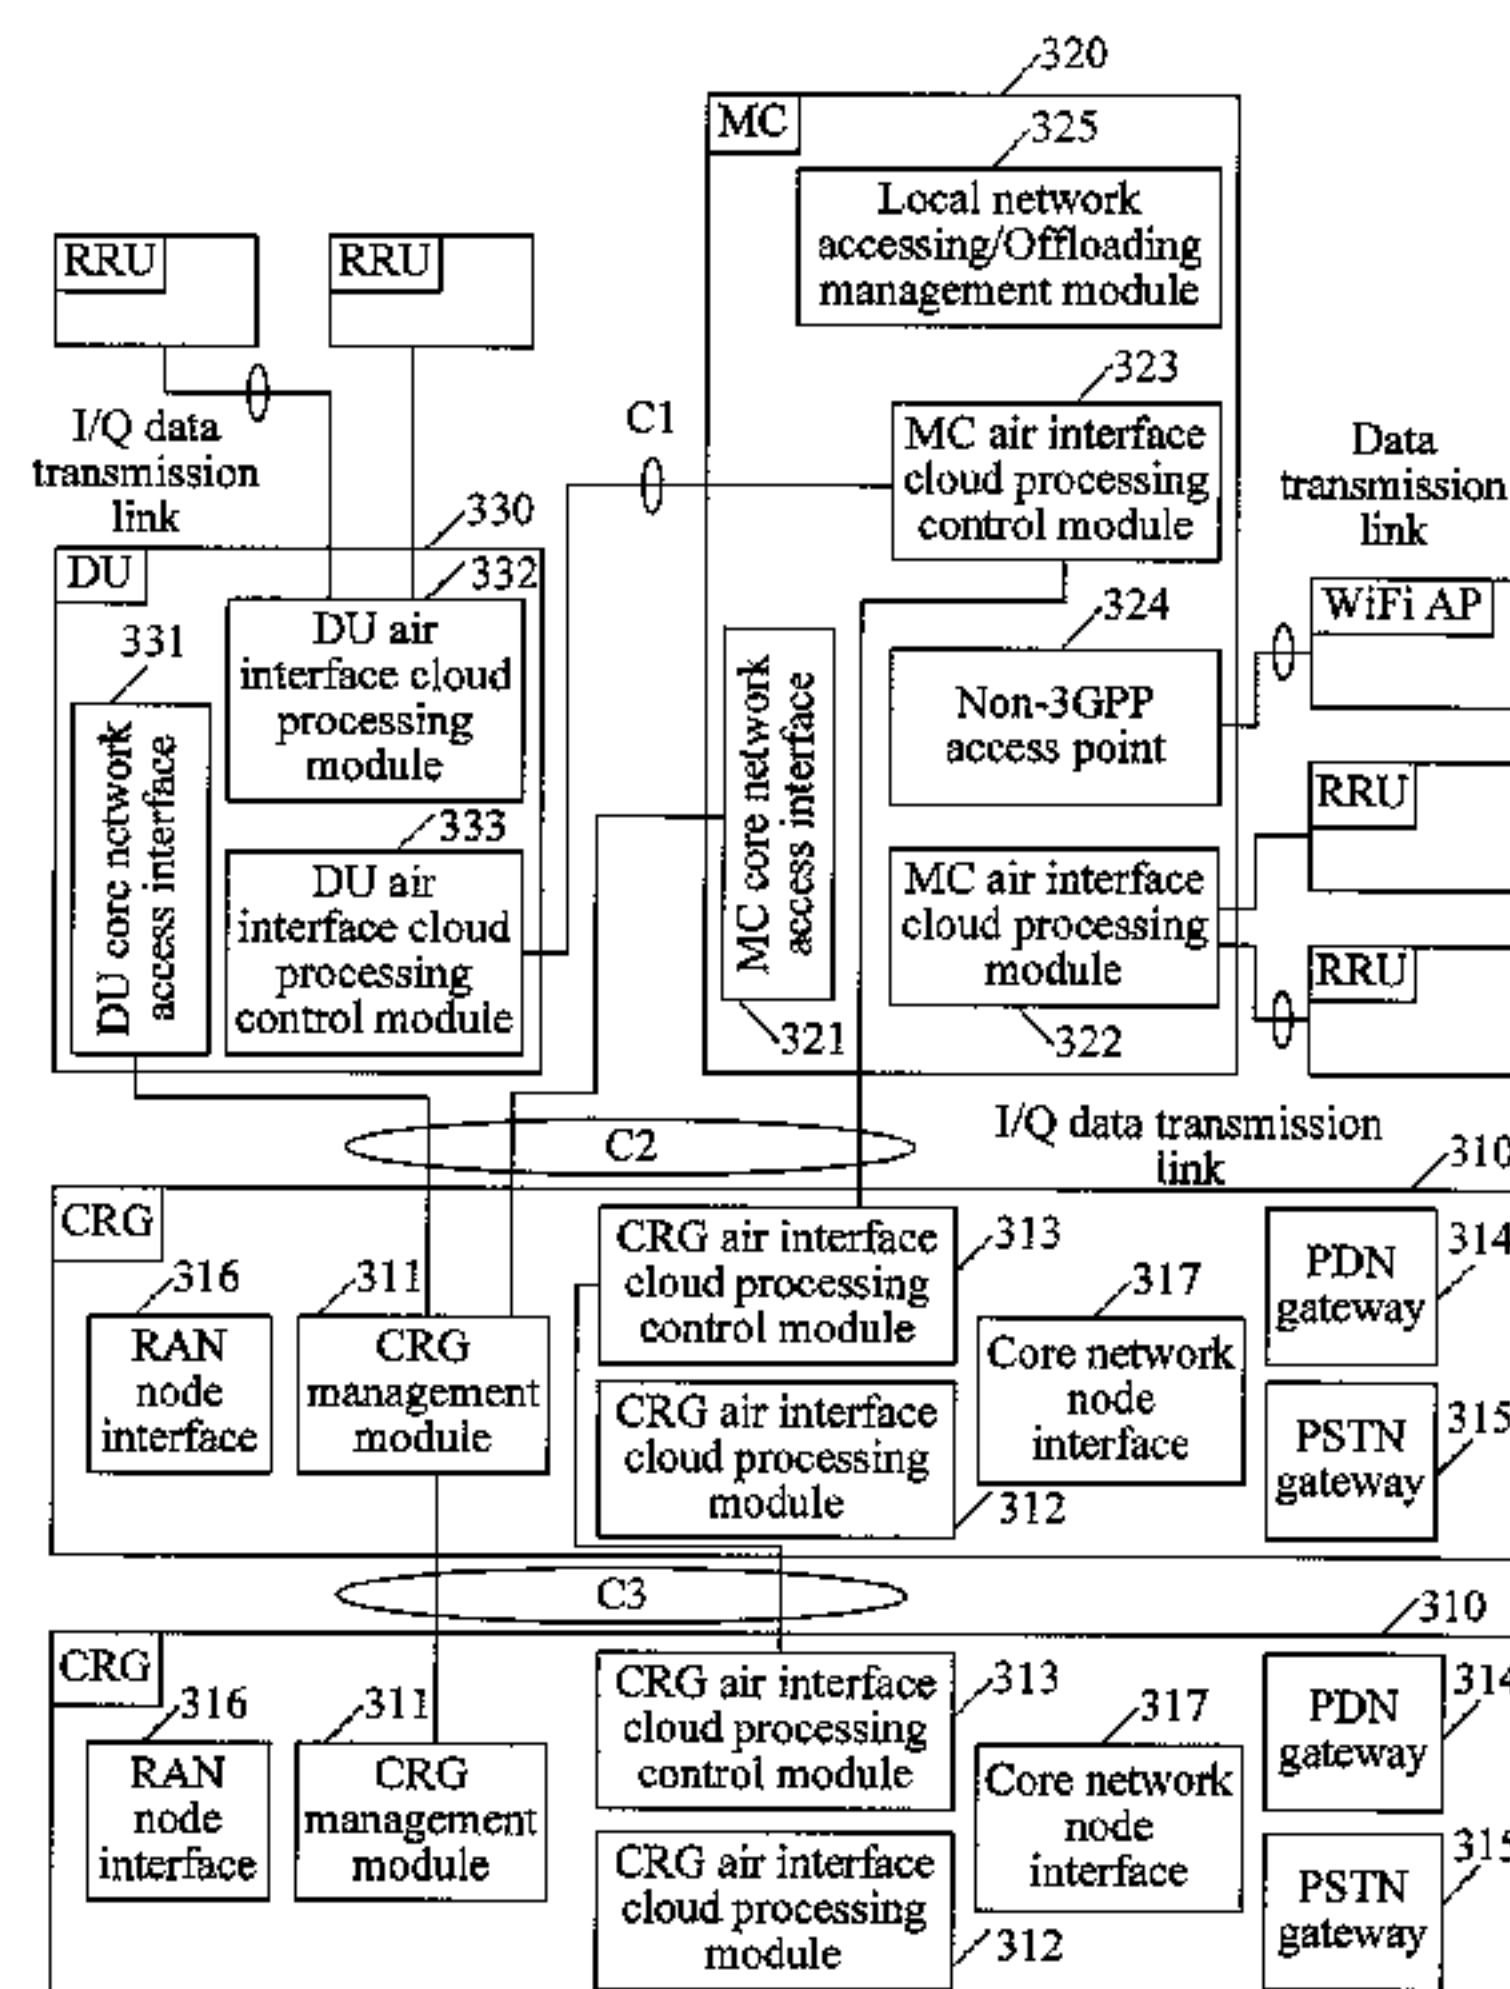 320
MC
325
Local network
accessing/Offloading
management module
RRU
RRU
323
C1
MC air interface
cloud processing
control module
I/Q data
transmission
link
Data
transmission
link
330
DU
332
324
WiFi AP
331
DU air
interface cloud
processing
module
Non-3GPP
access point
DU core network
access interface
MC core network
access interface
RRU
333
DU air
interface cloud
processing
control module
MC air interface
cloud processing
module
RRU
321
322
C2
I/Q data transmission
link
310
CRG
313
314
CRG air interface
cloud processing
control module
PDN
gateway
316
311
317
RAN
node
interface
CRG
management
module
Core network
node
interface
CRG air interface
cloud processing
module
315
PSTN
gateway
312
C3
310
CRG
313
314
CRG air interface
cloud processing
control module
PDN
gateway
316
311
317
RAN
node
interface
CRG
management
module
Core network
node
interface
CRG air interface
cloud processing
module
315
PSTN
gateway
312